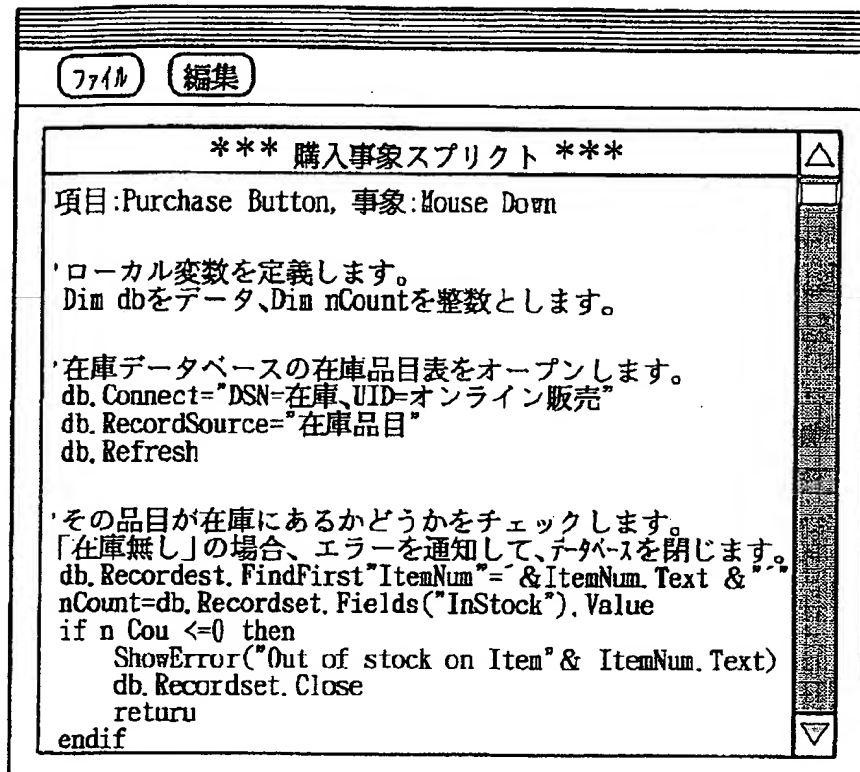 ファイル 編集
*** 購入事象スプリクト ***
項目:Purchase Button, 事象:Mouse Down
'ローカル変数を定義します。
Dim dbをデータ、Dim nCountを整数とします。
'在庫データベースの在庫品目表をオープンします。
db.Connect="DSN=在庫、UID=オンライン販売"
db.RecordSource="在庫品目"
db.Refresh
'その品目が在庫にあるかどうかをチェックします。
「在庫無し」の場合、エラーを通知して、データベースを閉じます。
db.Recordest.FindFirst"ItemNum"=´&ItemNum.Text &"´"
nCount=db.Recordset.Fields("InStock").Value
if n Cou <=0 then
ShowError("Out of stock on Item"& ItemNum.Text)
db.Recordset.Close
returu
endif